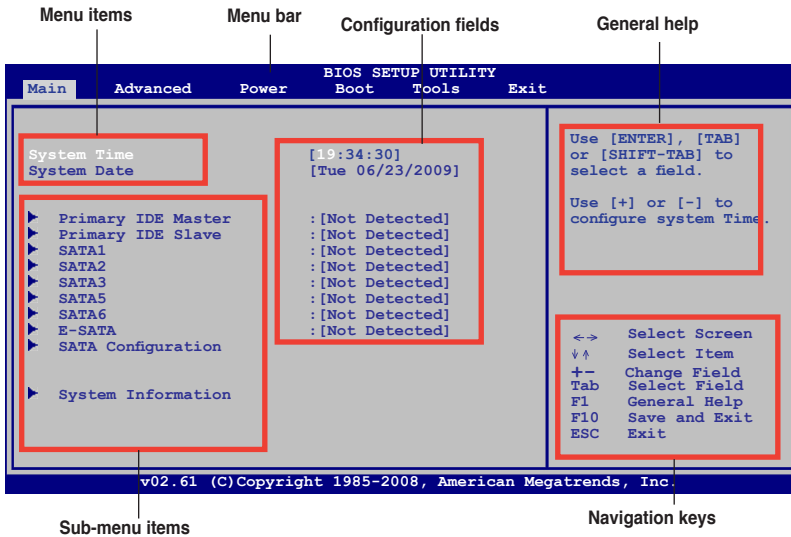 Menu items Menu bar Configuration fields General help
BIOS SETUP UTILITY
Main Advanced Power Boot Tools Exit
System Time [19:34:30]
System Date [Tue 06/23/2009]
Primary IDE Master :[Not Detected]
Primary IDE Slave :[Not Detected]
SATA1 :[Not Detected]
SATA2 :[Not Detected]
SATA3 :[Not Detected]
SATA5 :[Not Detected]
SATA6 :[Not Detected]
E-SATA :[Not Detected]
SATA Configuration
System Information
Use [ENTER], [TAB]
or [SHIFT-TAB] to
select a field.
Use [+] or [-] to
configure system Time.
←→ Select Screen
↓↑ Select Item
+- Change Field
Tab Select Field
F1 General Help
F10 Save and Exit
ESC Exit
v02.61 (C)Copyright 1985-2008, American Megatrends, Inc.
Sub-menu items Navigation keys